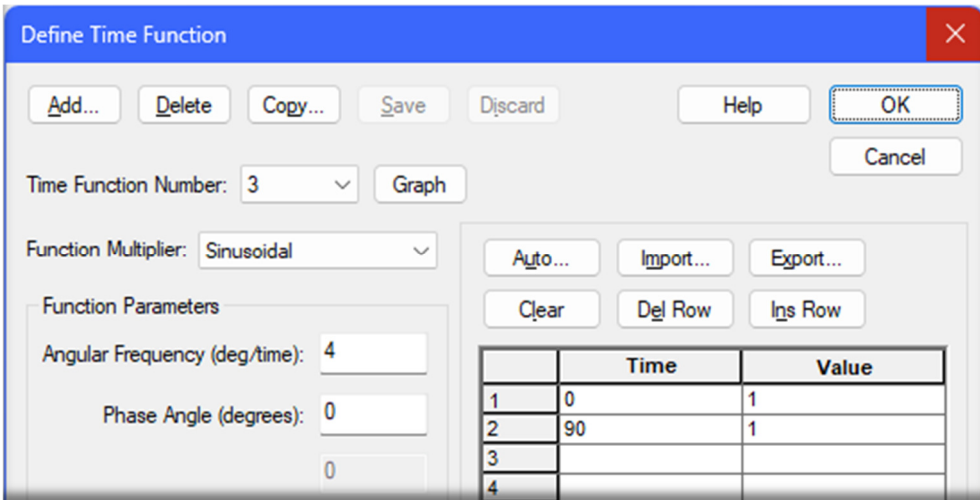 Define Time Function
Add... Delete Copy... Save Discard Help OK
Cancel
Time Function Number: 3 Graph
Function Multiplier: Sinusoidal
Auto... Import... Export...
Clear Del Row Ins Row
Function Parameters
Angular Frequency (deg/time): 4
Phase Angle (degrees): 0
0
Time Value
1 0 1
2 90 1
3
4